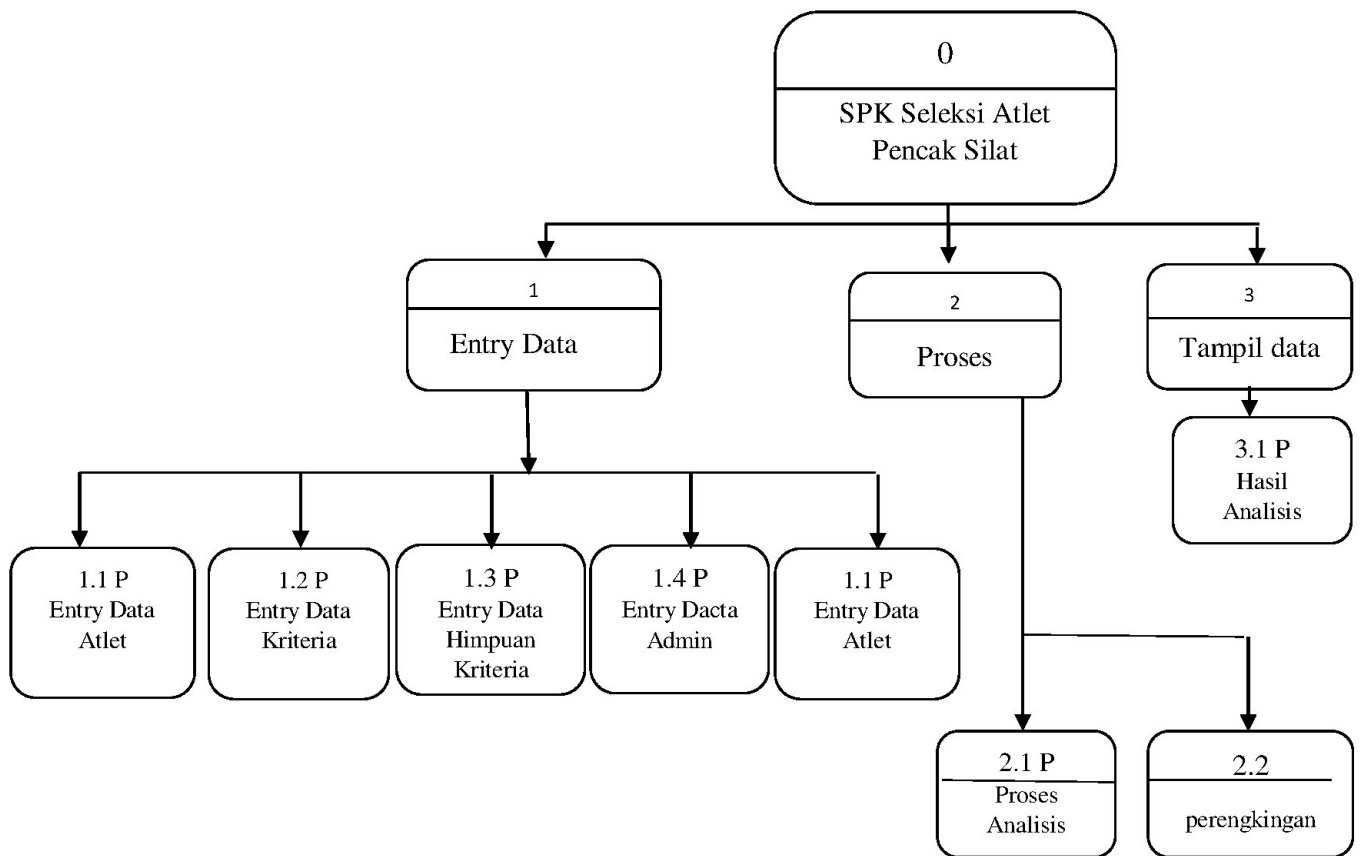 0
SPK Seleksi Atlet
Pencak Silat
1
Entry Data
2
Proses
3
Tampil data
3.1 P
Hasil
Analisis
1.1 P
Entry Data
Atlet
1.2 P
Entry Data
Kriteria
1.3 P
Entry Data
Himpuan
Kriteria
1.4 P
Entry Dacta
Admin
1.1 P
Entry Data
Atlet
2.1 P
Proses
Analisis
2.2
perengkingan